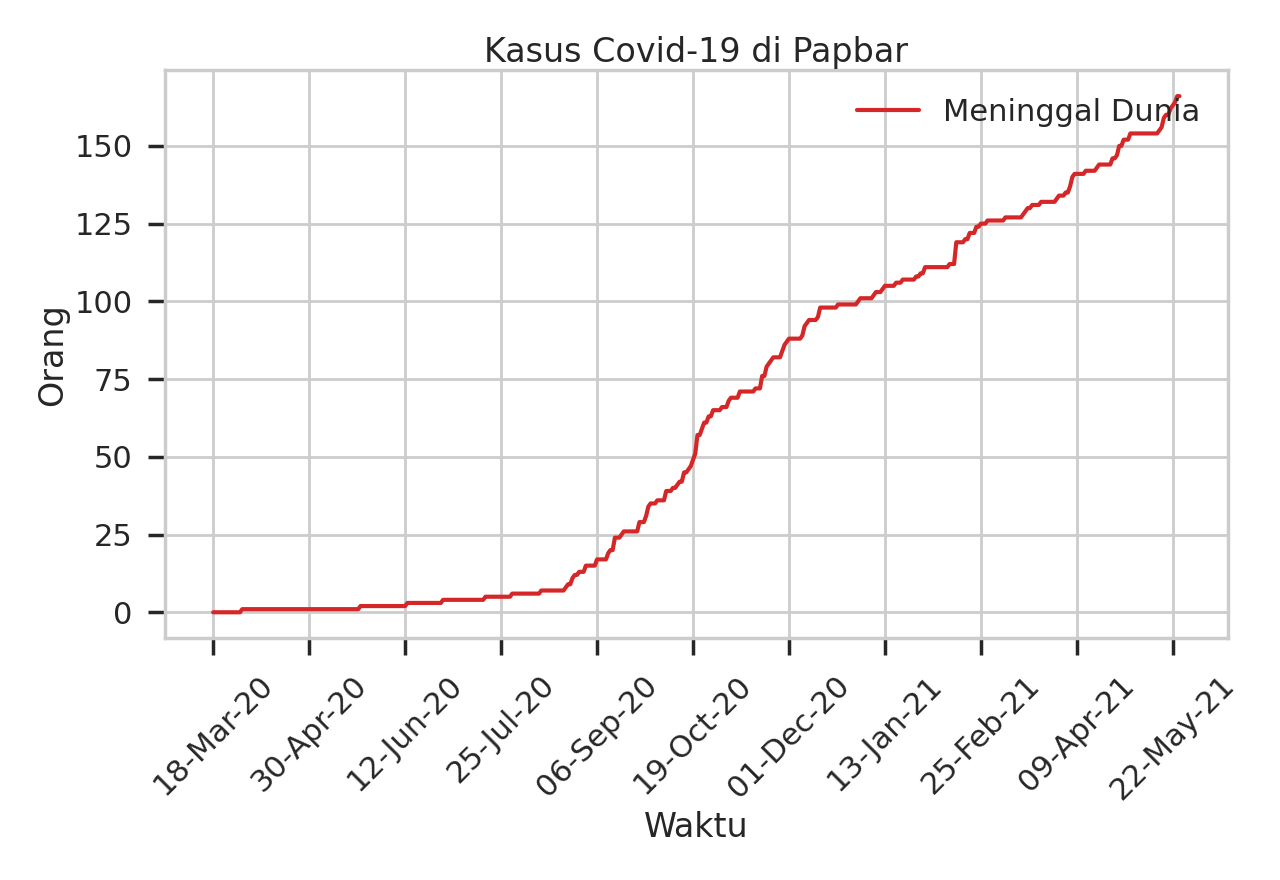 Kasus Covid-19 di Papbar
Meninggal Dunia
Orang
150
125
100
75
50
25
0
18-Mar-20
30-Apr-20
12-Jun-20
25-Jul-20
06-Sep-20
19-Oct-20
01-Dec-20
13-Jan-21
25-Feb-21
09-Apr-21
22-May-21
Waktu